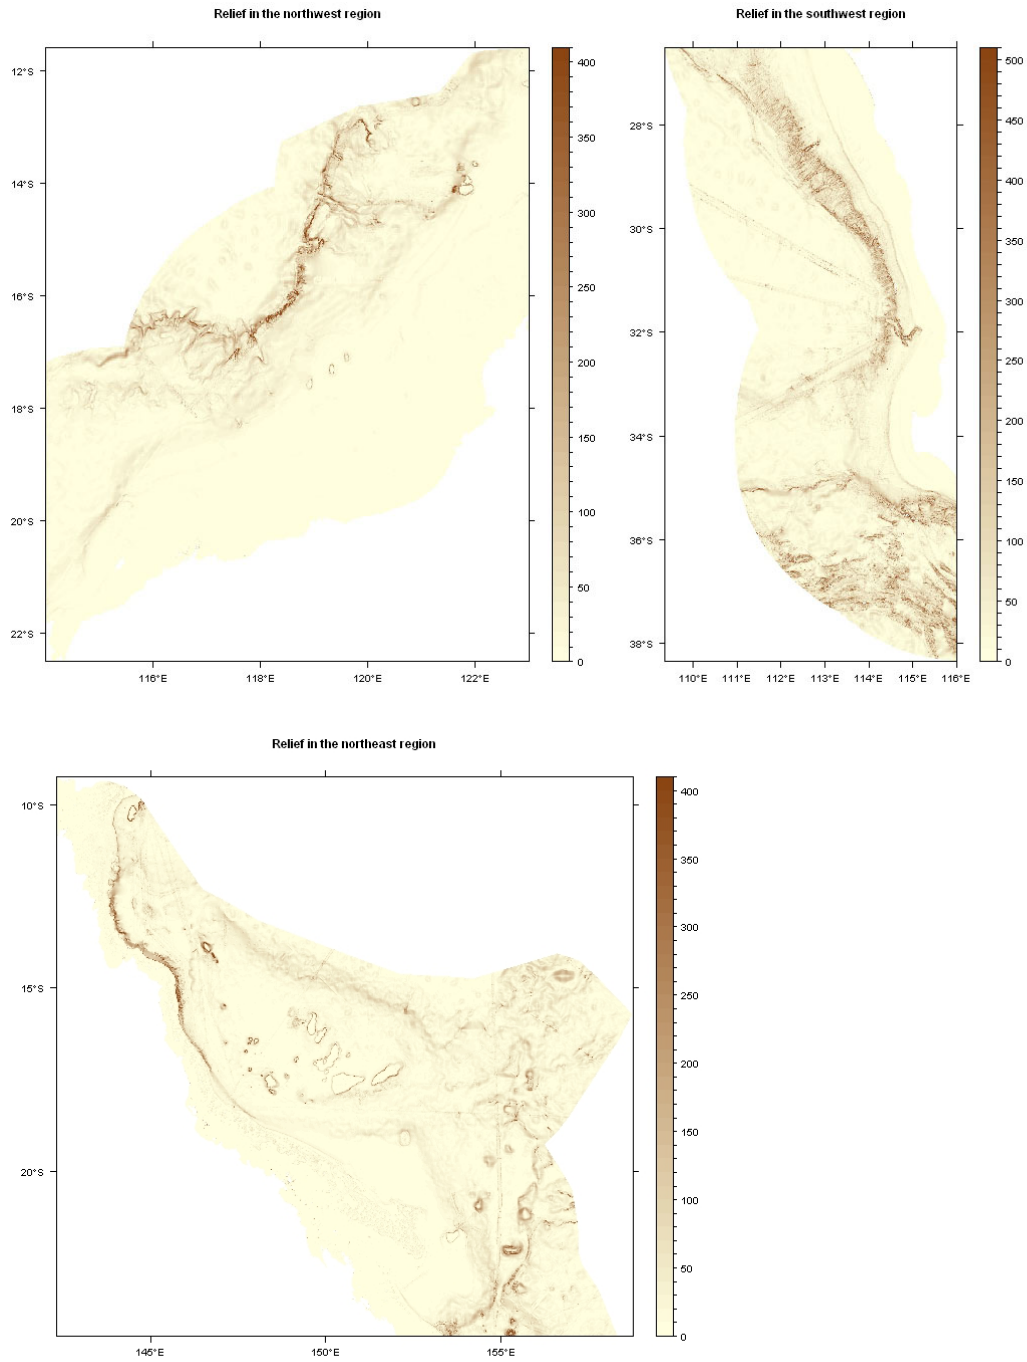 Relief in the northwest region
12°S
14°S
16°S
18°S
20°S
22°S
116°E
118°E
120°E
122°E
400
350
300
250
200
150
100
50
0
Relief in the southwest region
28°S
30°S
32°S
34°S
36°S
38°S
110°E
111°E
112°E
113°E
114°E
115°E
116°E
500
450
400
350
300
250
200
150
100
50
0
Relief in the northeast region
10°S
15°S
20°S
145°E
150°E
155°E
400
350
300
250
200
150
100
50
0